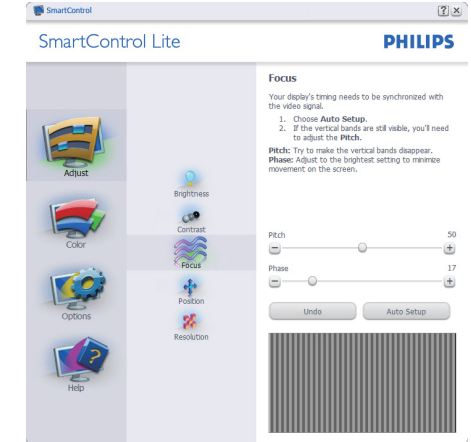 SmartControl
SmartControl Lite
PHILIPS
Adjust
Color
Options
Help
Brightness
Contrast
Focus
Position
Resolution
Focus
Your display's timing needs to be synchronized with
the video signal.
1. Choose Auto Setup.
2. If the vertical bands are still visible, you'll need
to adjust the Pitch.
Pitch: Try to make the vertical bands disappear.
Phase: Adjust to the brightest setting to minimize
movement on the screen.
Pitch 50
Phase 17
Undo Auto Setup